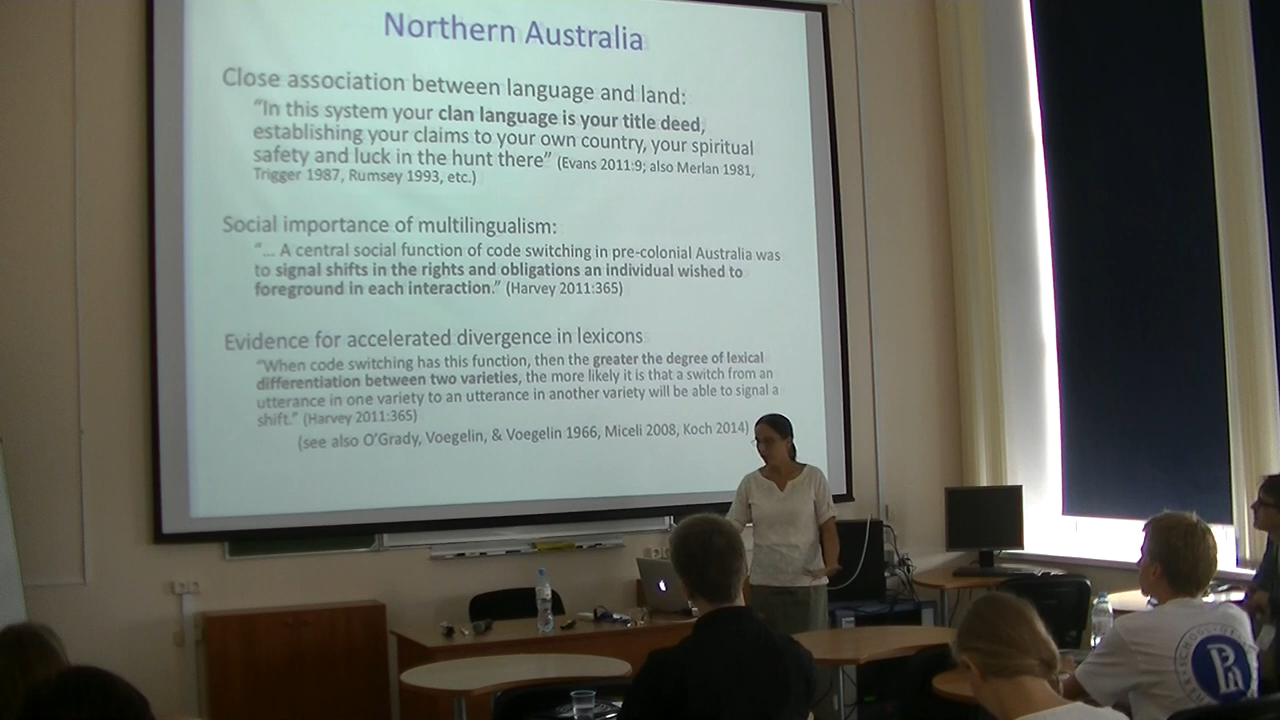 Northern Australia
Close association between language and land:
“In this system your clan language is your title deed,
establishing your claims to your own country, your spiritual
safety and luck in the hunt there” (Evans 2011:9; also Merlan 1981,
Trigger 1987, Rumsey 1993, etc.)
Social importance of multilingualism:
“... A central social function of code switching in pre-colonial Australia was
to signal shifts in the rights and obligations an individual wished to
foreground in each interaction.” (Harvey 2011:365)
Evidence for accelerated divergence in lexicons
“When code switching has this function, then the greater the degree of lexical
differentiation between two varieties, the more likely it is that a switch from an
utterance in one variety to an utterance in another variety will be able to signal a
shift.” (Harvey 2011:365)
(see also O’Grady, Voegelin, & Voegelin 1966, Miceli 2008, Koch 2014)